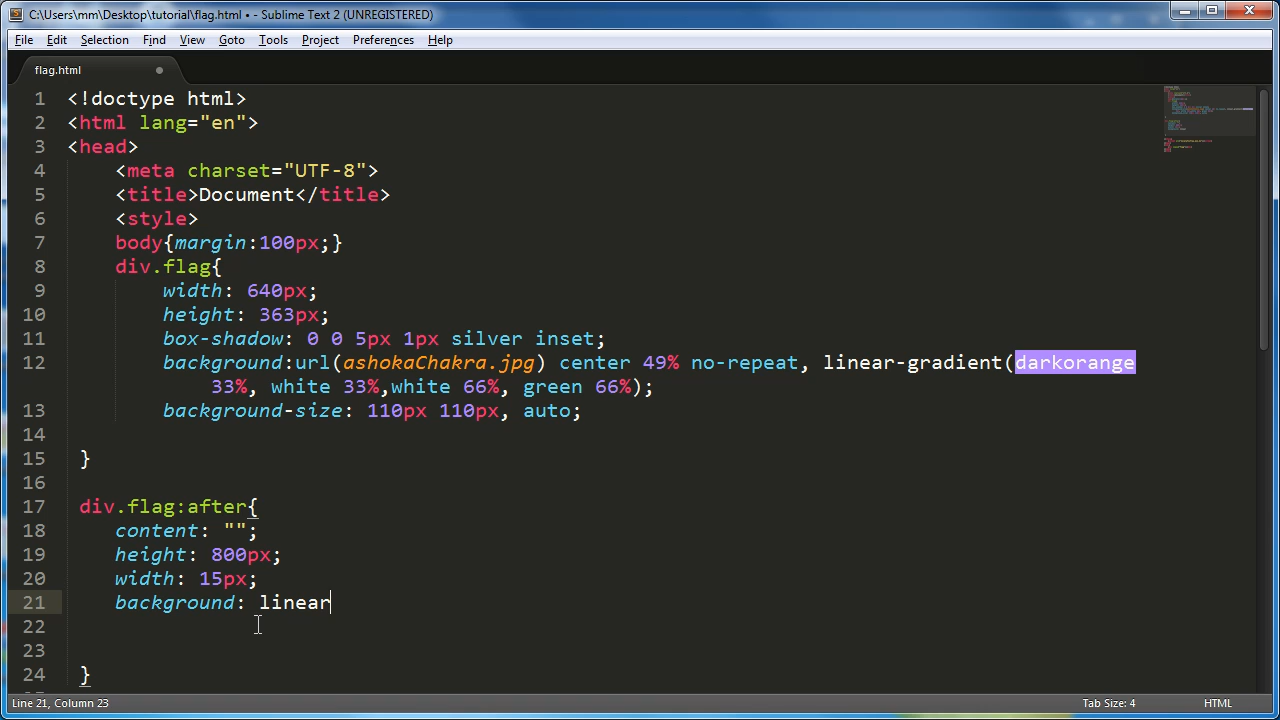 C:\Users\mm\Desktop\tutorial\flag.html • - Sublime Text 2 (UNREGISTERED)
File Edit Selection Find View Goto Tools Project Preferences Help
flag.html
1 <!doctype html>
2 <html lang="en">
3 <head>
4 <meta charset="UTF-8">
5 <title>Document</title>
6 <style>
7 body{margin:100px;}
8 div.flag{
9 width: 640px;
10 height: 363px;
11 box-shadow: 0 0 5px 1px silver inset;
12 background:url(ashokaChakra.jpg) center 49% no-repeat, linear-gradient(darkorange
33%, white 33%,white 66%, green 66%);
13 background-size: 110px 110px, auto;
14
15 }
16
17 div.flag:after{
18 content: "";
19 height: 800px;
20 width: 15px;
21 background: linear
22
23
24 }
Line 21, Column 23 Tab Size: 4 HTML